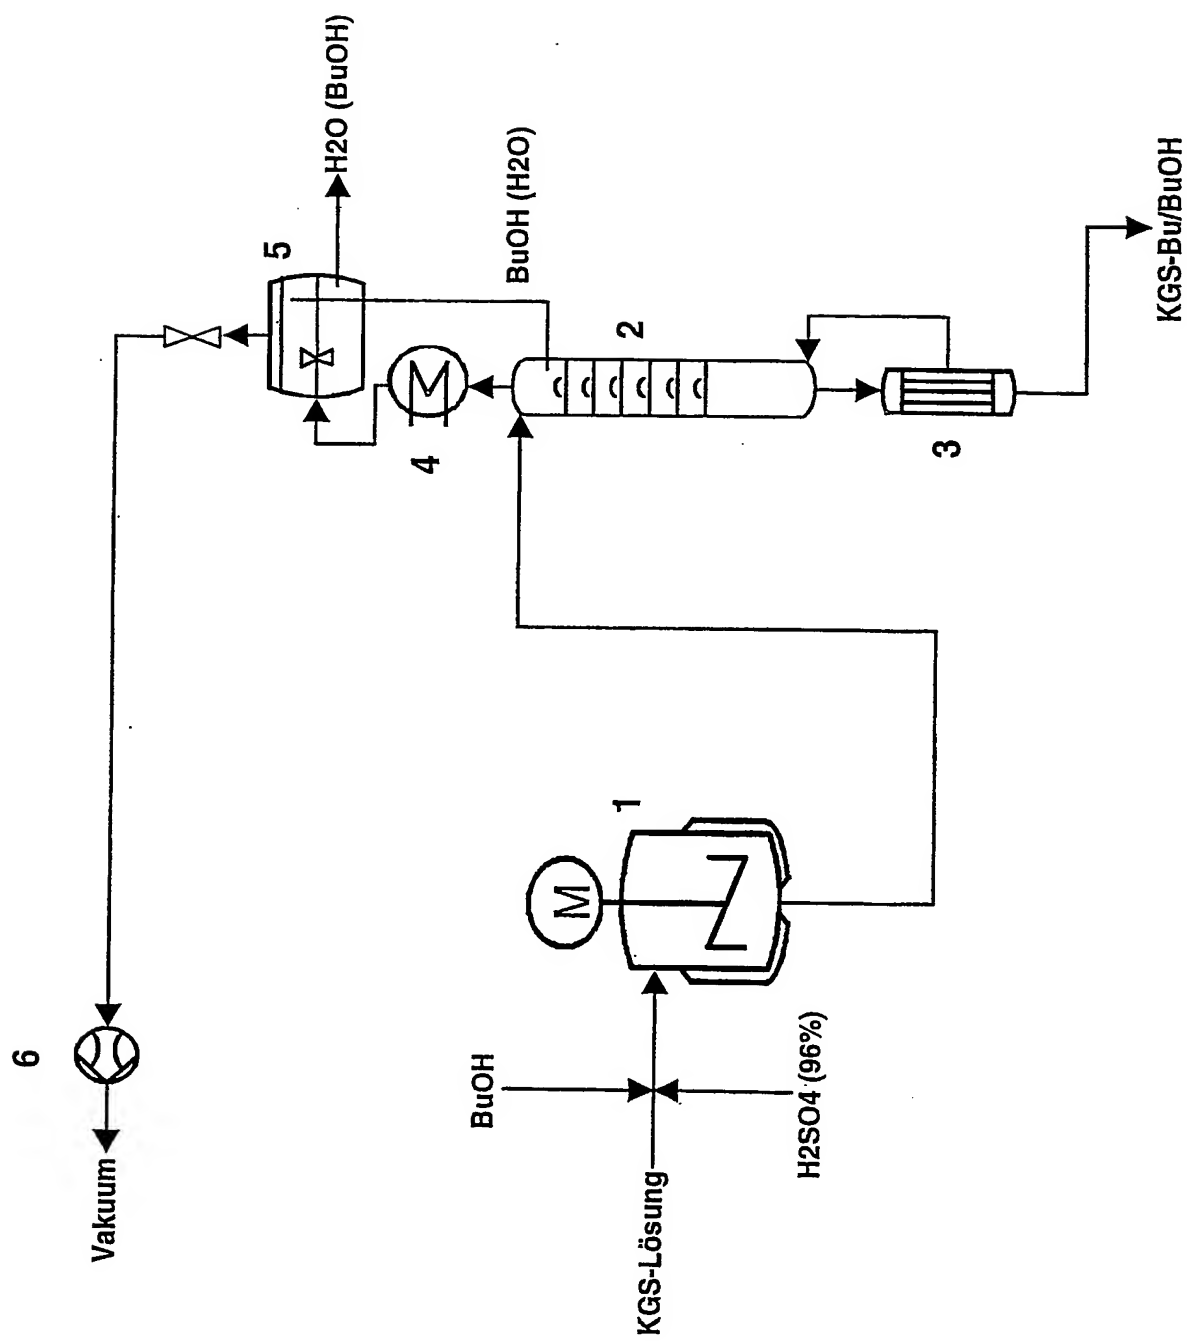 6
Vakuum
BuOH
KGS-Lösung
H2SO4 (96%)
M
1
5
H2O (BuOH)
BuOH (H2O)
4
2
3
KGS-Bu/BuOH